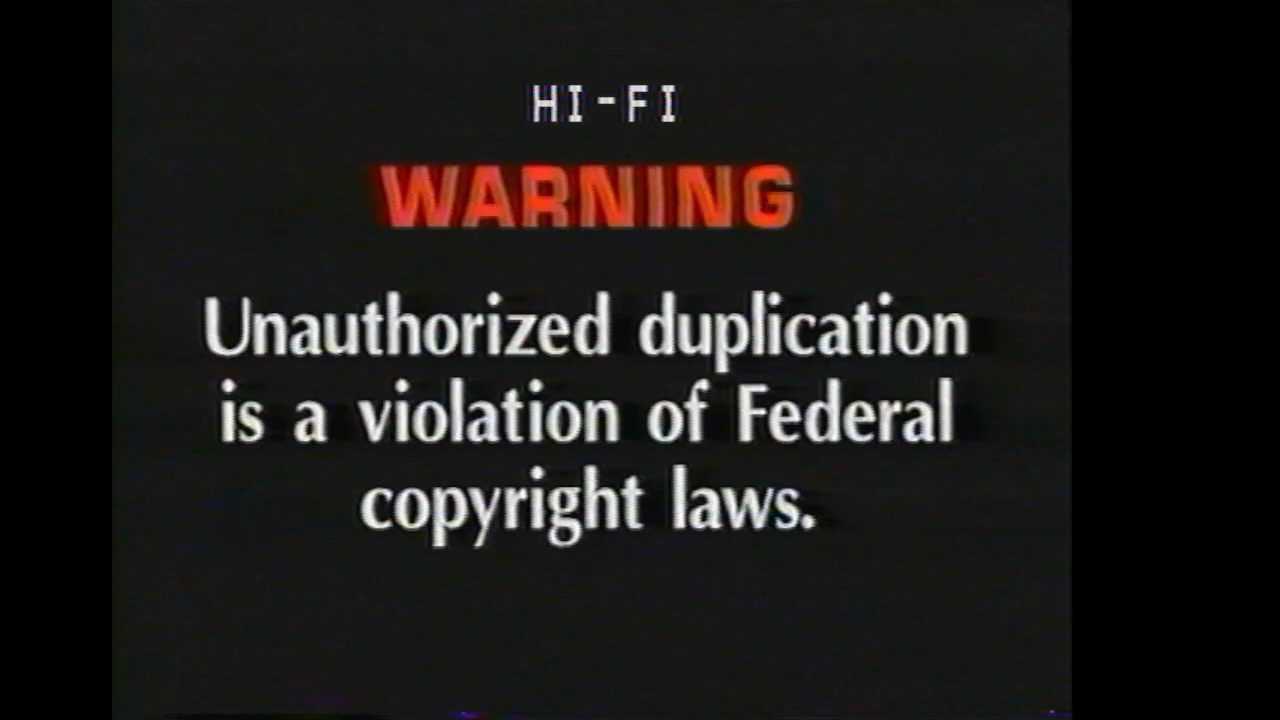 HI-FI
WARNING
Unauthorized duplication
is a violation of Federal
copyright laws.